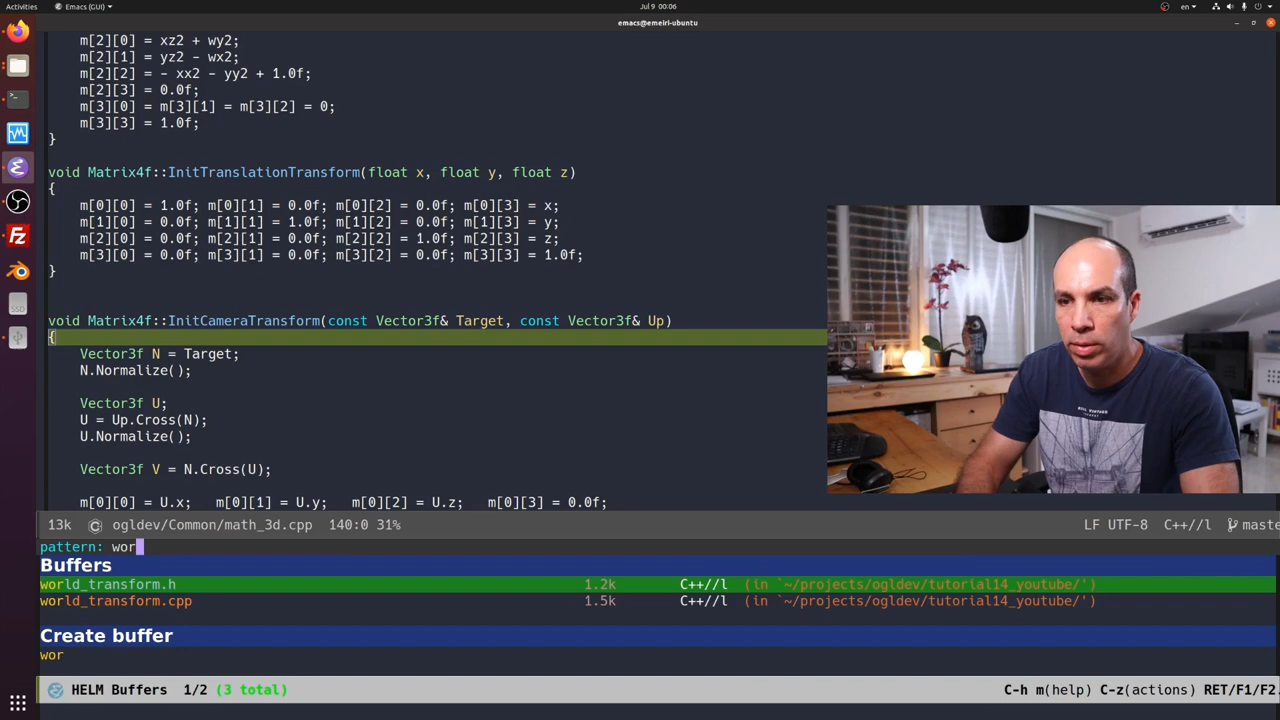 Activities
Emacs (GUI)
Jul 9 00:06
en
emacs@emeiri-ubuntu
m[2][0] = xz2 + wy2;
m[2][1] = yz2 - wx2;
m[2][2] = - xx2 - yy2 + 1.0f;
m[2][3] = 0.0f;
m[3][0] = m[3][1] = m[3][2] = 0;
m[3][3] = 1.0f;
}
void Matrix4f::InitTranslationTransform(float x, float y, float z)
{
m[0][0] = 1.0f; m[0][1] = 0.0f; m[0][2] = 0.0f; m[0][3] = x;
m[1][0] = 0.0f; m[1][1] = 1.0f; m[1][2] = 0.0f; m[1][3] = y;
m[2][0] = 0.0f; m[2][1] = 0.0f; m[2][2] = 1.0f; m[2][3] = z;
m[3][0] = 0.0f; m[3][1] = 0.0f; m[3][2] = 0.0f; m[3][3] = 1.0f;
}
void Matrix4f::InitCameraTransform(const Vector3f& Target, const Vector3f& Up)
{
Vector3f N = Target;
N.Normalize();
Vector3f U;
U = Up.Cross(N);
U.Normalize();
Vector3f V = N.Cross(U);
m[0][0] = U.x; m[0][1] = U.y; m[0][2] = U.z; m[0][3] = 0.0f;
13k ogldev/Common/math_3d.cpp 140:0 31% LF UTF-8 C++//l maste
pattern: wor
Buffers
world_transform.h 1.2k C++//l (in `~/projects/ogldev/tutorial14_youtube/')
world_transform.cpp 1.5k C++//l (in `~/projects/ogldev/tutorial14_youtube/')
Create buffer
wor
HELM Buffers 1/2 (3 total) C-h m(help) C-z(actions) RET/F1/F2